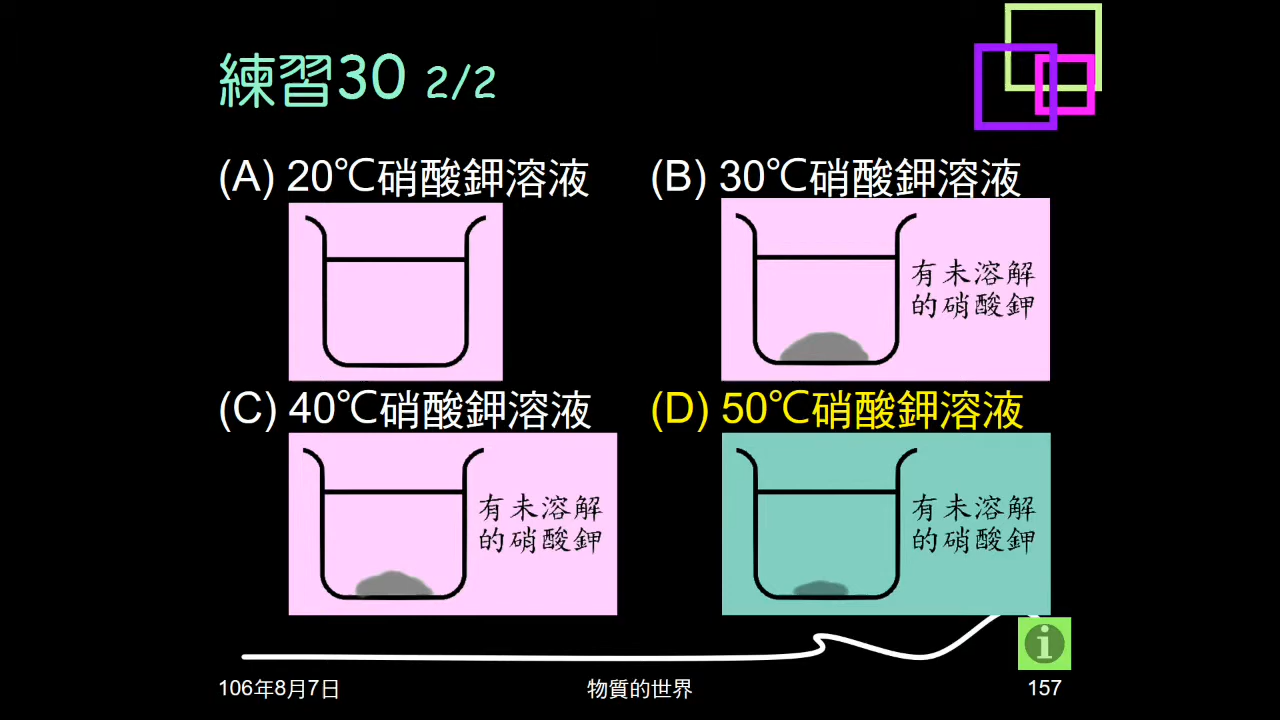 練習30 2/2
(A) 20℃硝酸鉀溶液
(B) 30℃硝酸鉀溶液
有未溶解
的硝酸鉀
(C) 40℃硝酸鉀溶液
有未溶解
的硝酸鉀
(D) 50℃硝酸鉀溶液
有未溶解
的硝酸鉀
i
106年8月7日
物質的世界
157